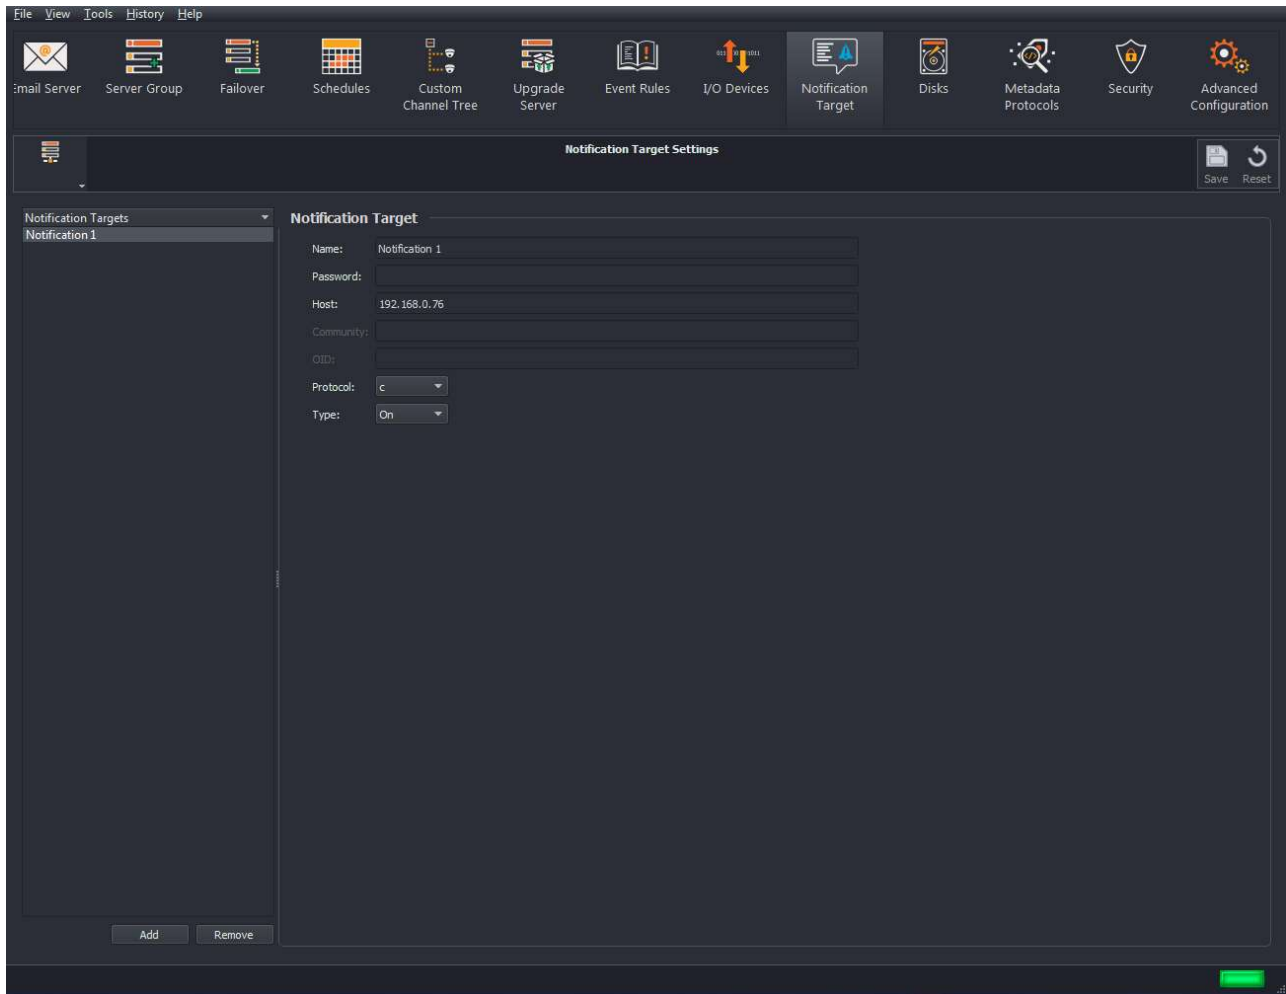 File View Tools History Help
Email Server Server Group Failover Schedules Custom Channel Tree Upgrade Server Event Rules I/O Devices Notification Target Disks Metadata Protocols Security Advanced Configuration
Notification Target Settings
Save Reset
Notification Targets
Notification 1
Notification Target
Name: Notification 1
Password:
Host: 192.168.0.76
Community:
OID:
Protocol: c
Type: On
Add Remove